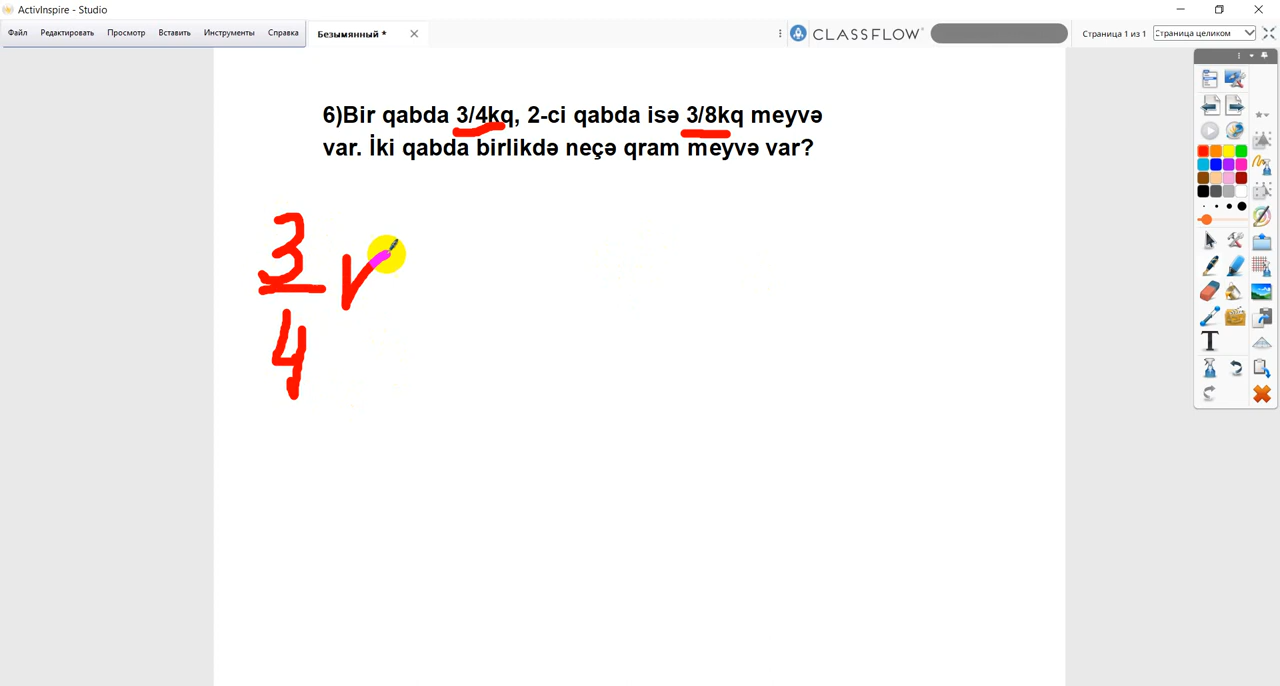 ActivInspire - Studio
Файл Редактировать Просмотр Вставить Инструменты Справка
Безымянный *
CLASSFLOW
Страница 1 из 1
Страница целиком
6)Bir qabda 3/4kq, 2-ci qabda isə 3/8kq meyvə
var. İki qabda birlikdə neçə qram meyvə var?
3
4
T